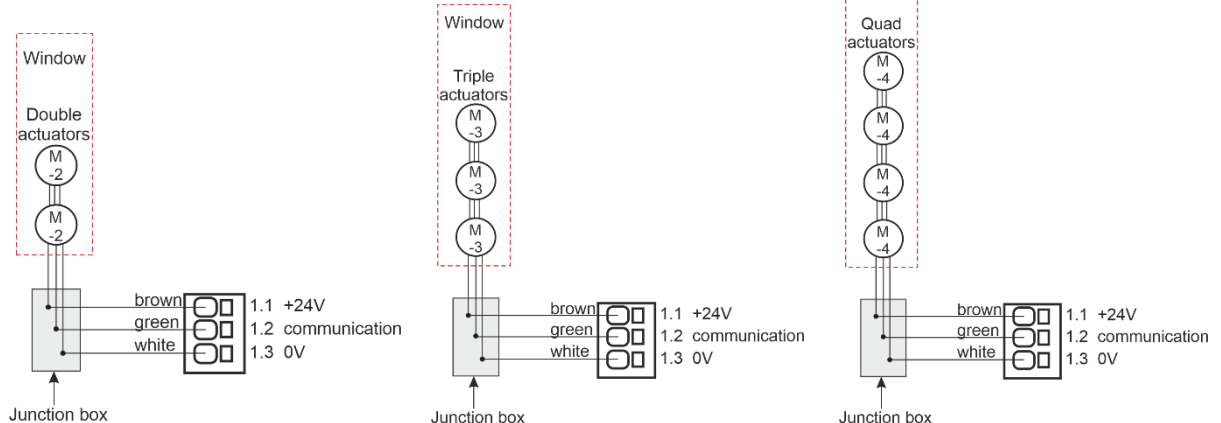 Window
Double
actuators
M
-2
M
-2
brown 1.1 +24V
green 1.2 communication
white 1.3 0V
Junction box
Window
Triple
actuators
M
-3
M
-3
M
-3
brown 1.1 +24V
green 1.2 communication
white 1.3 0V
Junction box
Quad
actuators
M
-4
M
-4
M
-4
M
-4
brown 1.1 +24V
green 1.2 communication
white 1.3 0V
Junction box